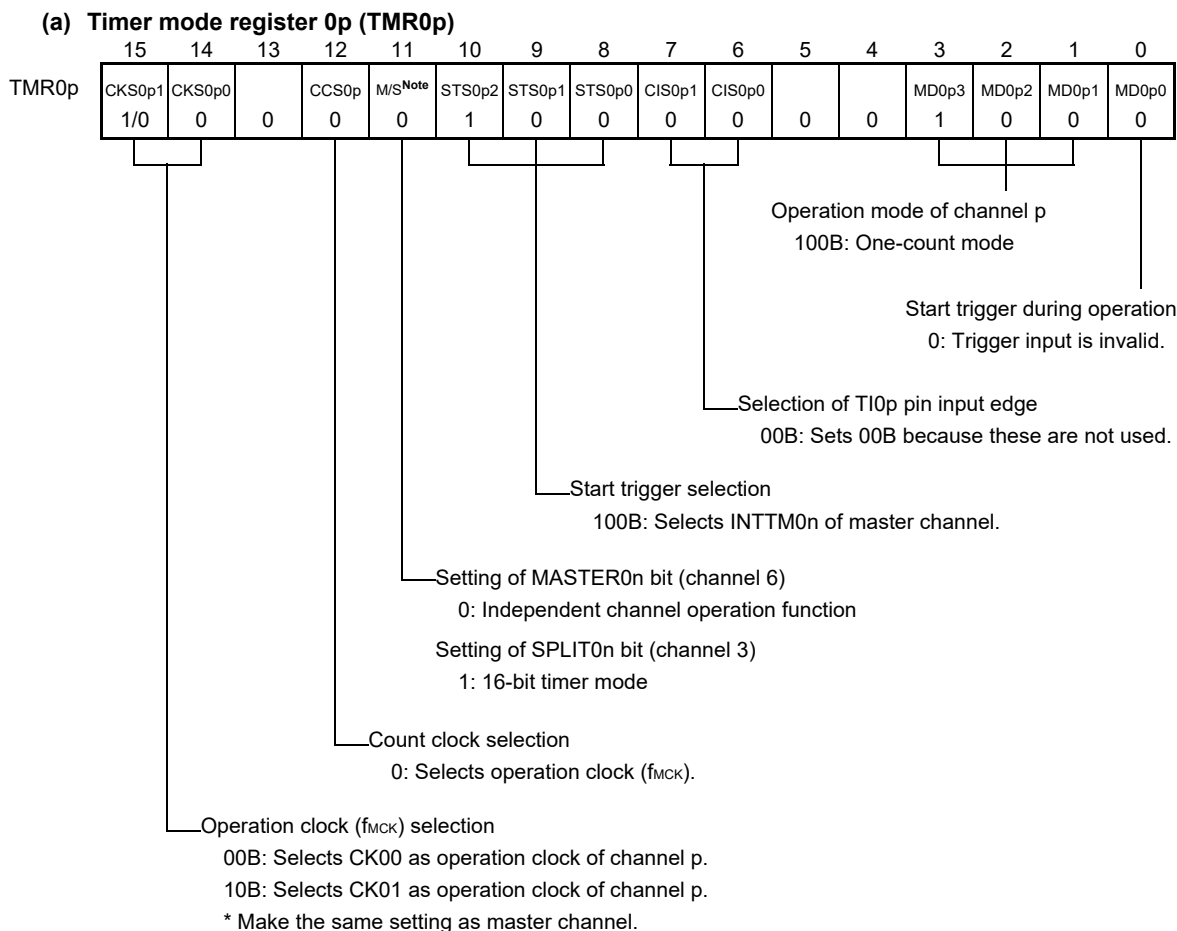 (a) Timer mode register 0p (TMR0p)
15 14 13 12 11 10 9 8 7 6 5 4 3 2 1 0
TMR0p CKS0p1 CKS0p0 CCS0p M/SNote STS0p2 STS0p1 STS0p0 CIS0p1 CIS0p0 MD0p3 MD0p2 MD0p1 MD0p0
1/0 0 0 0 0 1 0 0 0 0 0 0 1 0 0 0
Operation mode of channel p
100B: One-count mode
Start trigger during operation
0: Trigger input is invalid.
Selection of TI0p pin input edge
00B: Sets 00B because these are not used.
Start trigger selection
100B: Selects INTTM0n of master channel.
Setting of MASTER0n bit (channel 6)
0: Independent channel operation function
Setting of SPLIT0n bit (channel 3)
1: 16-bit timer mode
Count clock selection
0: Selects operation clock (fMCK).
Operation clock (fMCK) selection
00B: Selects CK00 as operation clock of channel p.
10B: Selects CK01 as operation clock of channel p.
* Make the same setting as master channel.